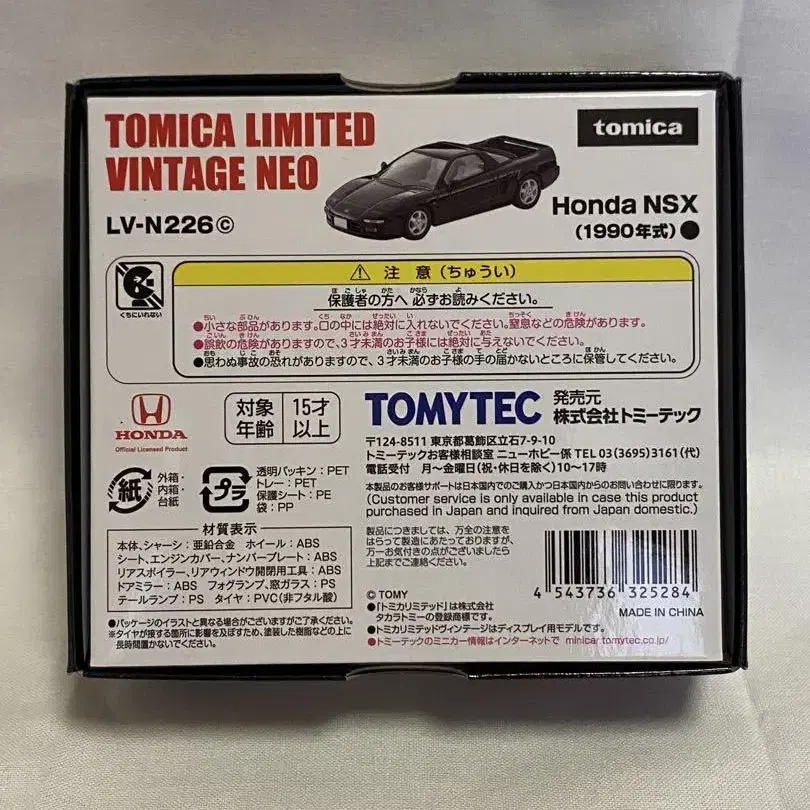 TOMICA LIMITED
VINTAGE NEO
LV-N226ⓒ
tomica
Honda NSX
(1990年式)●
くちにいれない
⚠ 注 意(ちゅうい)
保護者の方へ 必ずお読みください。
●小さな部品があります。口の中には絶対に入れないでください。窒息などの危険があります。
●誤飲の危険がありますので、3才未満のお子様には絶対に与えないでください。
●思わぬ事故の恐れがありますので、3才未満のお子様の手の届かないところに保管してください。
HONDA
Official Licensed Product
対象年齢 15才以上
TOMYTEC 発売元 株式会社トミーテック
〒124-8511 東京都葛飾区立石7-9-10
トミーテックお客様相談室 ニューホビー係 TEL 03(3695)3161(代)
電話受付 月〜金曜日(祝・休日を除く)10〜17時
本製品のお客様サポートは日本国内でのご購入かつ日本国内からのお問い合わせに限ります。
(Customer service is only available in case this product
purchased in Japan and inquired from Japan domestic.)
紙
外箱・
内箱・
台紙
プラ
透明パッキン:PET
トレー:PET
保護シート:PE
袋:PP
材質表示
本体、シャーシ:亜鉛合金 ホイール:ABS
シート、エンジンカバー、ナンバープレート:ABS
リアスポイラー、リアウィンドウ開閉用工具:ABS
ドアミラー:ABS フォグランプ、窓ガラス:PS
テールランプ:PS タイヤ:PVC(非フタル酸)
●パッケージのイラストと異なる場合がございますがご了承ください。
※タイヤが接する箇所に影響を及ぼすため、塗装した樹脂などの上に
長時間置かないでください。
製品につきましては、万全の注意を
はらって製造にあたっておりますが、
万一お気付きの点がございましたら
上記までご連絡ください。
© TOMY
●「トミカリミテッド」は株式会社
タカラトミーの登録商標です。
●トミカリミテッドヴィンテージはディスプレイ用モデルです。
●トミーテックのミニカー情報はインターネットで minicar.tomytec.co.jp/
4 543736 325284
MADE IN CHINA